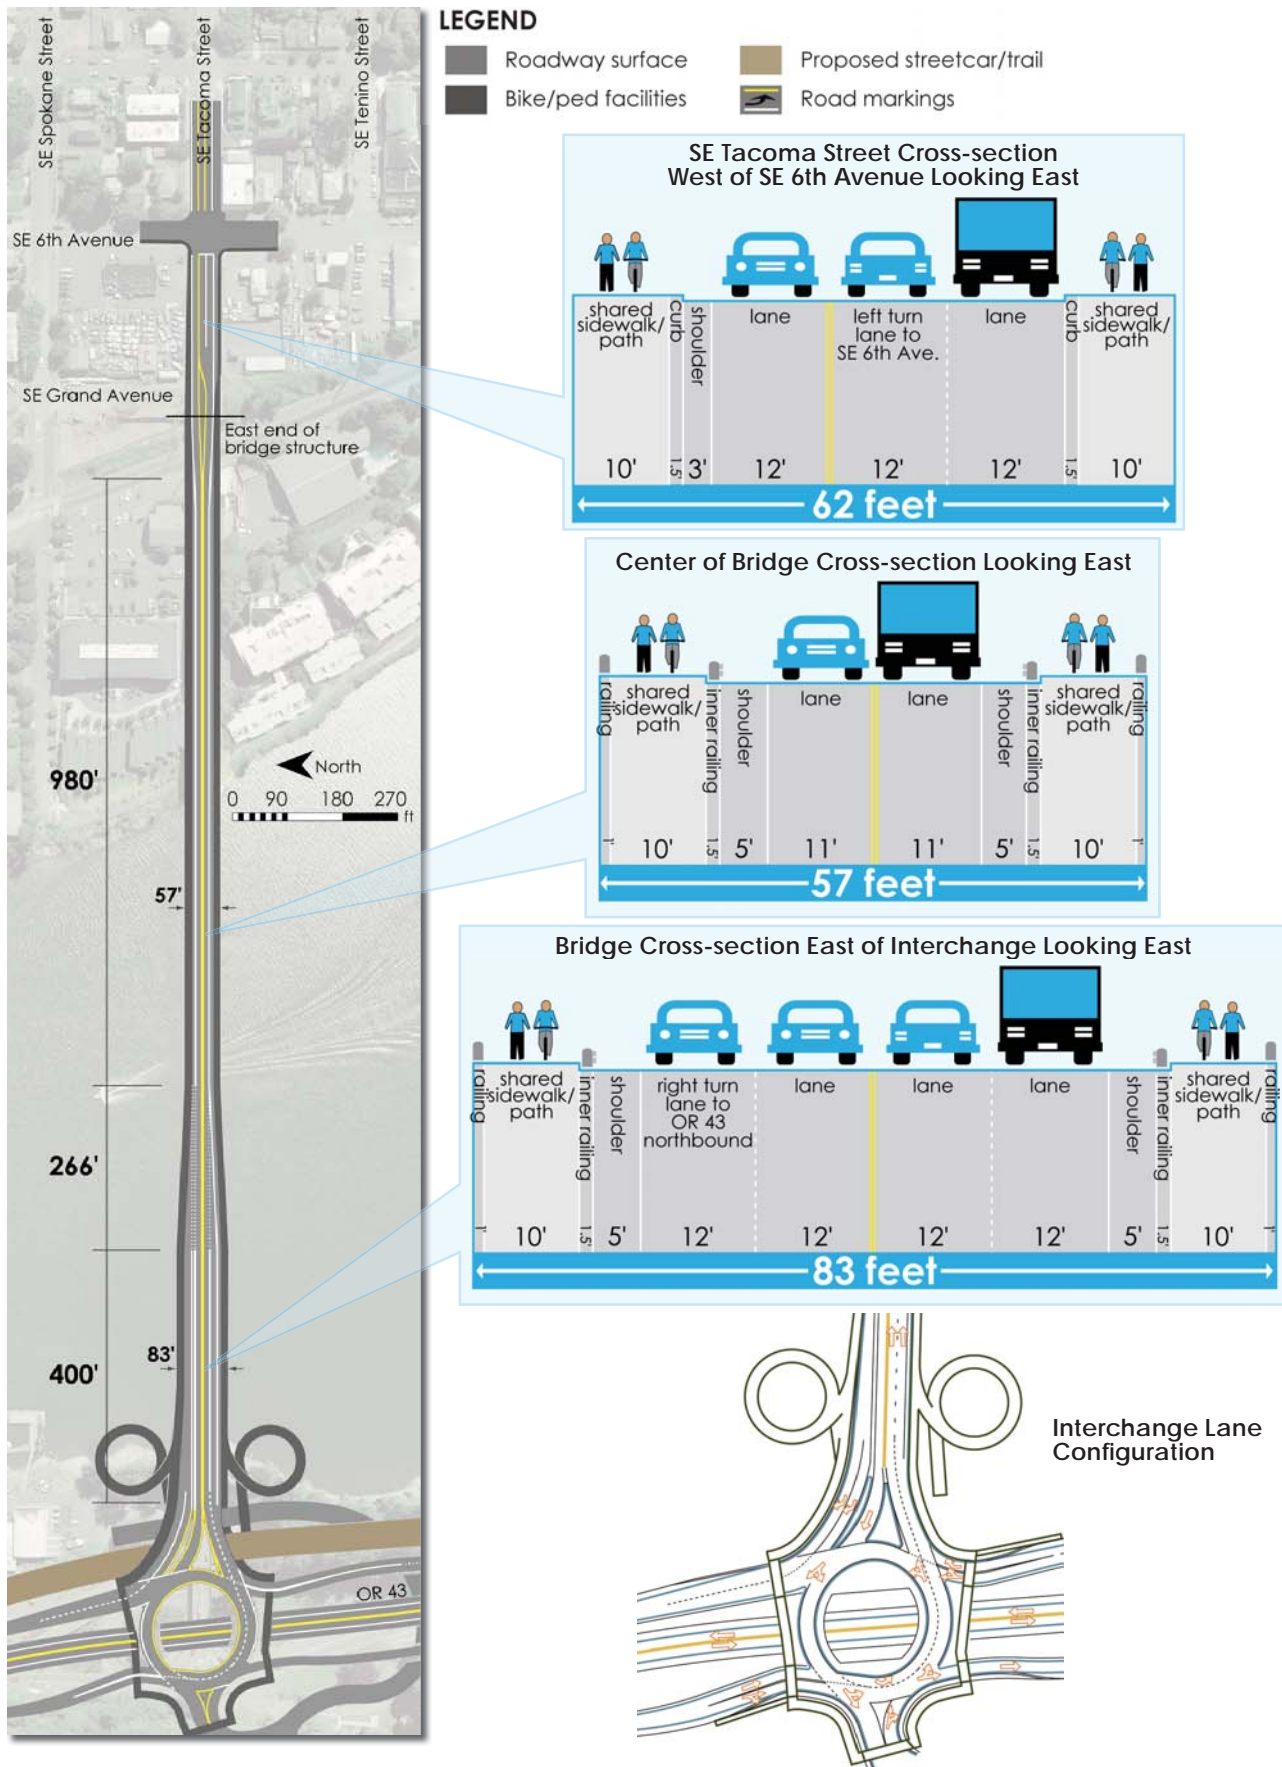 SE Spokane Street
SE Tacoma Street
SE Tenino Street
SE 6th Avenue
SE Grand Avenue
East end of
bridge structure
980'
North
0 90 180 270
ft
57'
266'
83'
400'
OR 43
LEGEND
Roadway surface
Proposed streetcar/trail
Bike/ped facilities
Road markings
SE Tacoma Street Cross-section
West of SE 6th Avenue Looking East
shared
sidewalk/
path
curb
shoulder
lane
left turn
lane to
SE 6th Ave.
lane
curb
shared
sidewalk/
path
10' 1.5' 3' 12' 12' 12' 1.5' 10'
62 feet
Center of Bridge Cross-section Looking East
railing
shared
sidewalk/
path
inner railing
shoulder
lane
lane
shoulder
inner railing
shared
sidewalk/
path
railing
1' 10' 1.5' 5' 11' 11' 5' 1.5' 10' 1'
57 feet
Bridge Cross-section East of Interchange Looking East
railing
shared
sidewalk/
path
inner railing
shoulder
right turn
lane to
OR 43
northbound
lane
lane
lane
shoulder
inner railing
shared
sidewalk/
path
railing
1' 10' 1.5' 5' 12' 12' 12' 12' 5' 1.5' 10' 1'
83 feet
Interchange Lane
Configuration